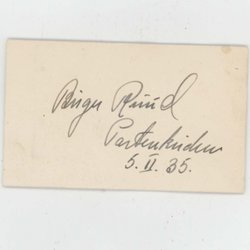 Birger Ruud
Partenkirchen
5. II. 35.